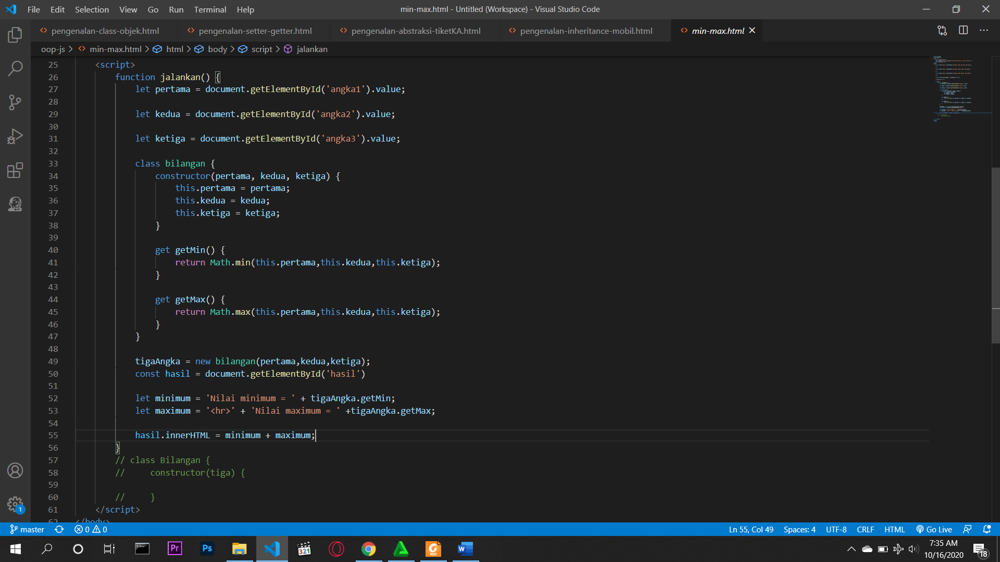 File Edit Selection View Go Run Terminal Help
min-max.html - Untitled (Workspace) - Visual Studio Code
pengenalan-class-objek.html pengenalan-setter-getter.html pengenalan-abstraksi-tiketKA.html pengenalan-inheritance-mobil.html min-max.html
oop-js > min-max.html > html > body > script > jalankan
25 <script>
26 function jalankan() {
27 let pertama = document.getElementById('angka1').value;
28
29 let kedua = document.getElementById('angka2').value;
30
31 let ketiga = document.getElementById('angka3').value;
32
33 class bilangan {
34 constructor(pertama, kedua, ketiga) {
35 this.pertama = pertama;
36 this.kedua = kedua;
37 this.ketiga = ketiga;
38 }
39
40 get getMin() {
41 return Math.min(this.pertama,this.kedua,this.ketiga);
42 }
43
44 get getMax() {
45 return Math.max(this.pertama,this.kedua,this.ketiga);
46 }
47 }
48
49 tigaAngka = new bilangan(pertama,kedua,ketiga);
50 const hasil = document.getElementById('hasil')
51
52 let minimum = 'Nilai minimum = ' + tigaAngka.getMin;
53 let maximum = '<hr>' + 'Nilai maximum = ' +tigaAngka.getMax;
54
55 hasil.innerHTML = minimum + maximum;
56 }
57 // class Bilangan {
58 //     constructor(tiga) {
59
60 //     }
61 </script>
62 </body>
1
master 0 0 Ln 55, Col 49 Spaces: 4 UTF-8 CRLF HTML Go Live
Pr Ps 321 PDF W
7:35 AM
10/16/2020
18